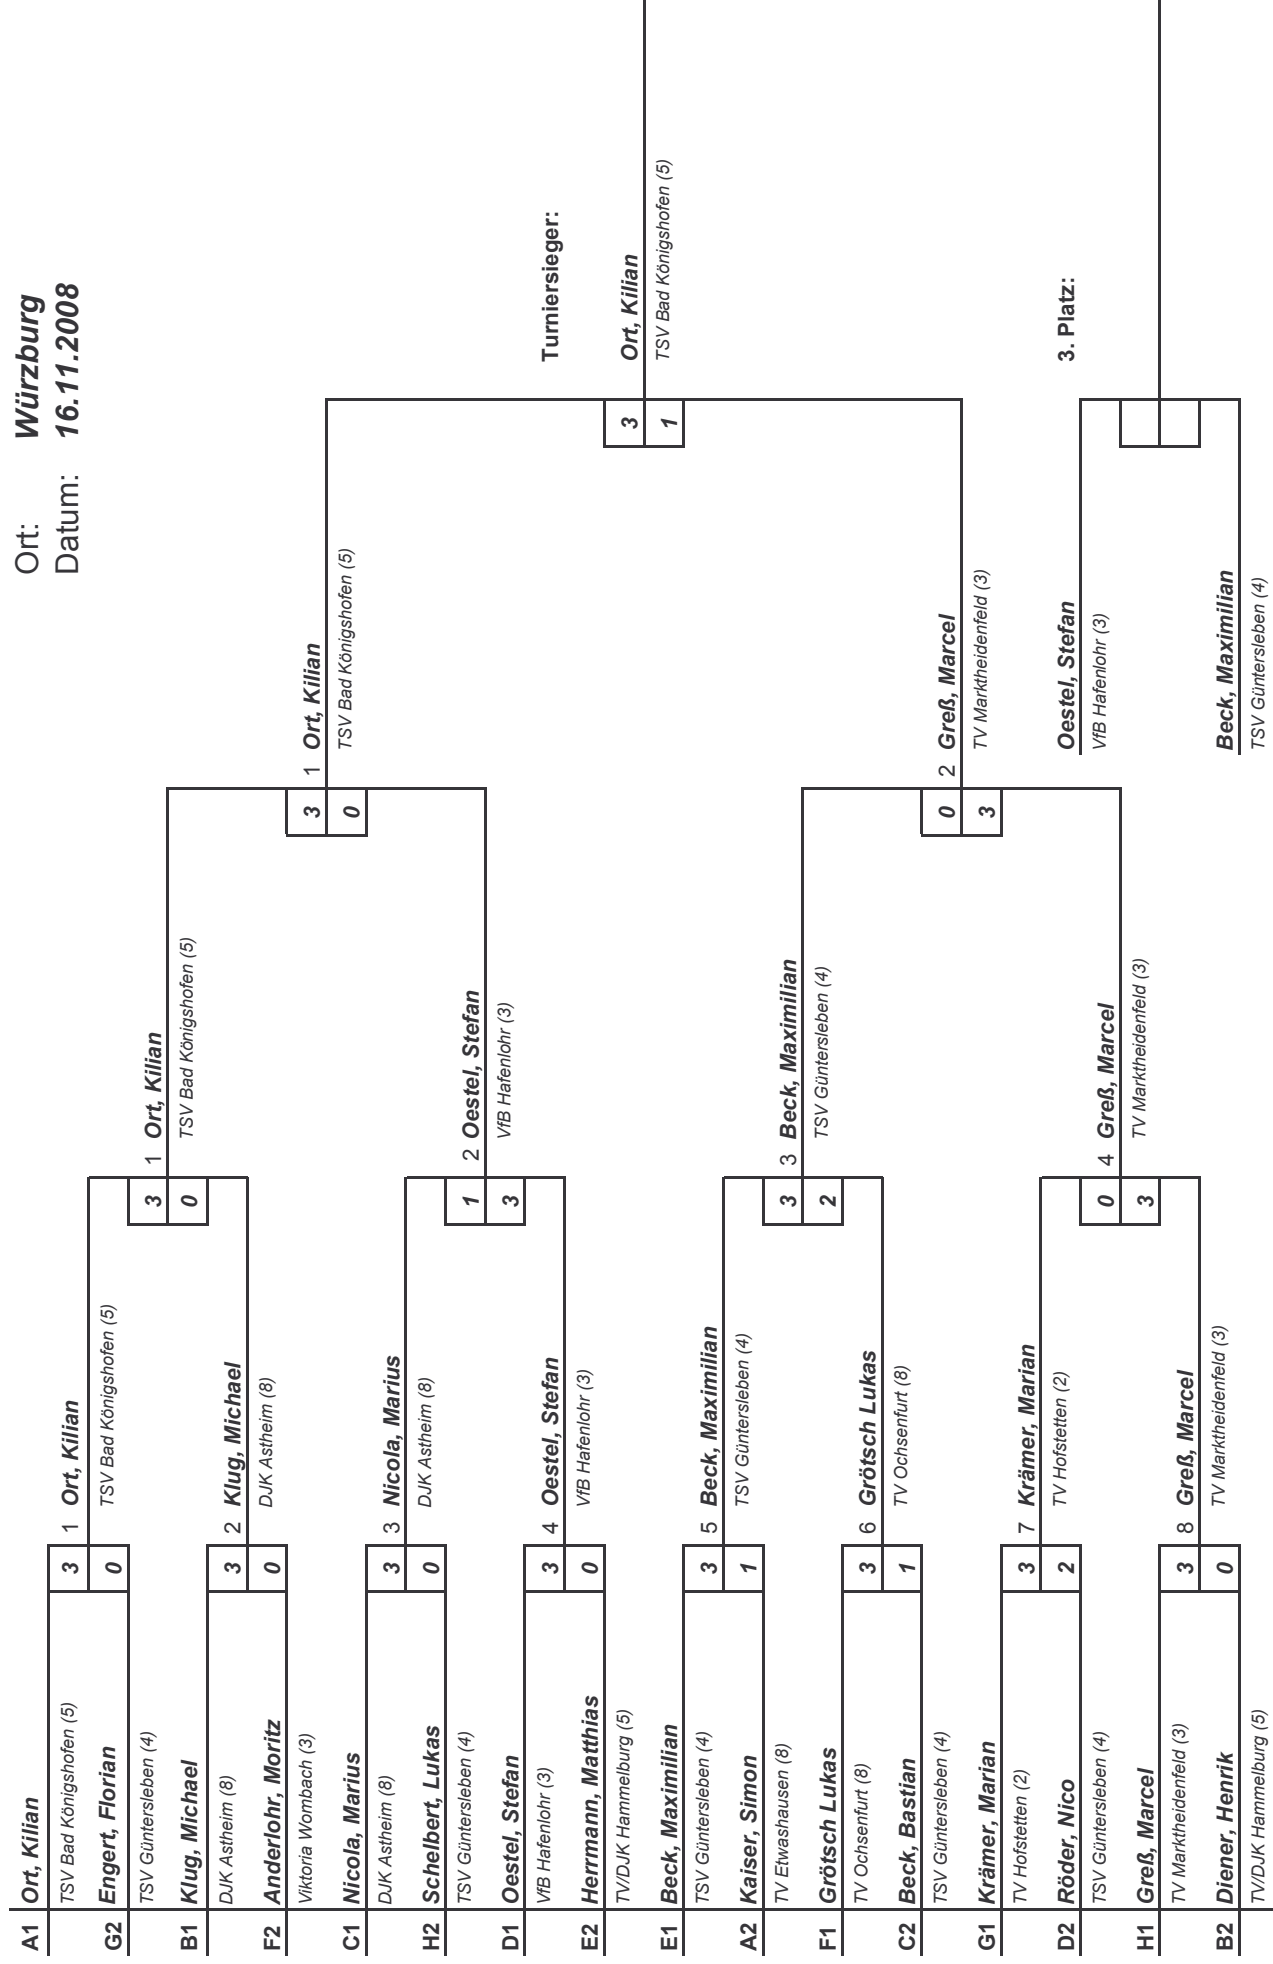 Ort: Würzburg
Datum: 16.11.2008
A1 Ort, Kilian
TSV Bad Königshofen (5)
G2 Engert, Florian
TSV Güntersleben (4)
B1 Klug, Michael
DJK Astheim (8)
F2 Anderlohr, Moritz
Viktoria Wombach (3)
C1 Nicola, Marius
DJK Astheim (8)
H2 Schelbert, Lukas
TSV Güntersleben (4)
D1 Oestel, Stefan
VfB Hafenlohr (3)
E2 Herrmann, Matthias
TV/DJK Hammelburg (5)
E1 Beck, Maximilian
TSV Güntersleben (4)
A2 Kaiser, Simon
TV Etwashausen (8)
F1 Grötsch Lukas
TV Ochsenfurt (8)
C2 Beck, Bastian
TSV Güntersleben (4)
G1 Krämer, Marian
TV Hofstetten (2)
D2 Röder, Nico
TSV Güntersleben (4)
H1 Greß, Marcel
TV Marktheidenfeld (3)
B2 Diener, Henrik
TV/DJK Hammelburg (5)
3
0
1 Ort, Kilian
TSV Bad Königshofen (5)
3
0
2 Klug, Michael
DJK Astheim (8)
3
0
3 Nicola, Marius
DJK Astheim (8)
3
0
4 Oestel, Stefan
VfB Hafenlohr (3)
3
1
5 Beck, Maximilian
TSV Güntersleben (4)
3
1
6 Grötsch Lukas
TV Ochsenfurt (8)
3
2
7 Krämer, Marian
TV Hofstetten (2)
3
0
8 Greß, Marcel
TV Marktheidenfeld (3)
3
0
1 Ort, Kilian
TSV Bad Königshofen (5)
1
3
2 Oestel, Stefan
VfB Hafenlohr (3)
3
2
3 Beck, Maximilian
TSV Güntersleben (4)
0
3
4 Greß, Marcel
TV Marktheidenfeld (3)
3
0
1 Ort, Kilian
TSV Bad Königshofen (5)
0
3
2 Greß, Marcel
TV Marktheidenfeld (3)
Oestel, Stefan
VfB Hafenlohr (3)
Beck, Maximilian
TSV Güntersleben (4)
3
1
Turniersieger:
Ort, Kilian
TSV Bad Königshofen (5)
3. Platz: